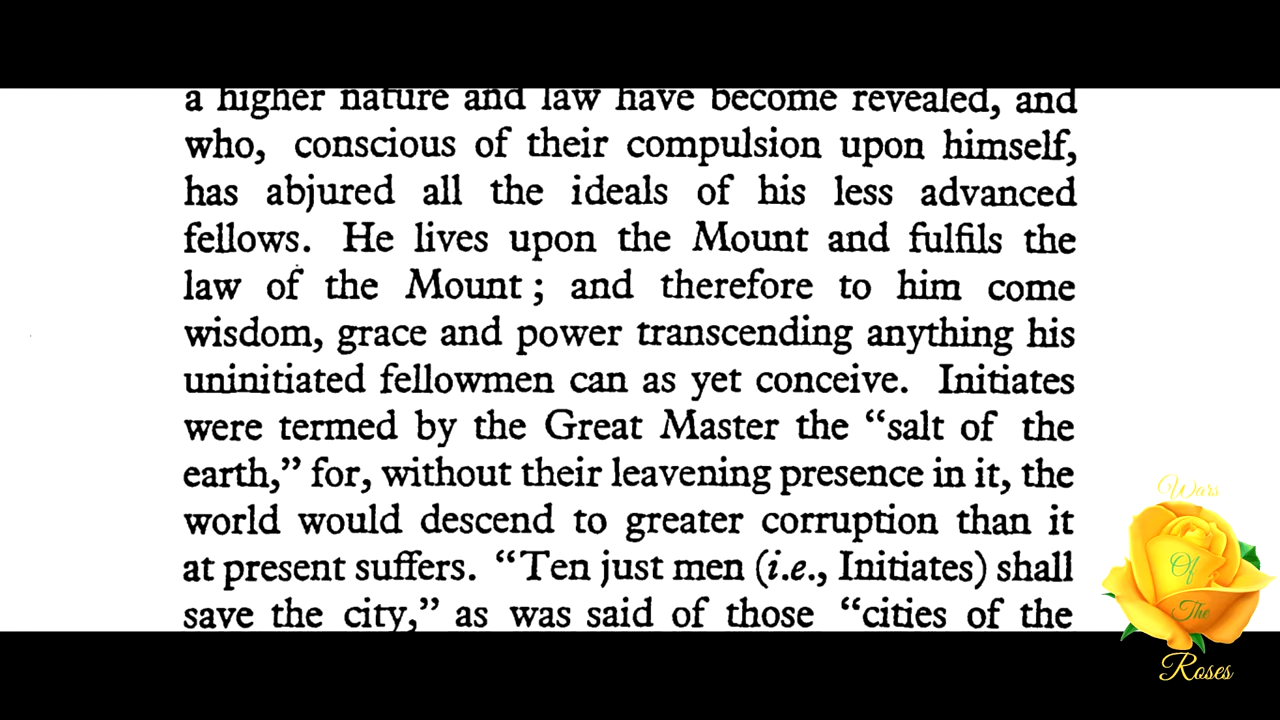 a higher nature and law have become revealed, and
who, conscious of their compulsion upon himself,
has abjured all the ideals of his less advanced
fellows. He lives upon the Mount and fulfils the
law of the Mount ; and therefore to him come
wisdom, grace and power transcending anything his
uninitiated fellowmen can as yet conceive. Initiates
were termed by the Great Master the “salt of the
earth,” for, without their leavening presence in it, the
world would descend to greater corruption than it
at present suffers. “Ten just men (i.e., Initiates) shall
save the city,” as was said of those “cities of the
Wars
Of
The
Roses